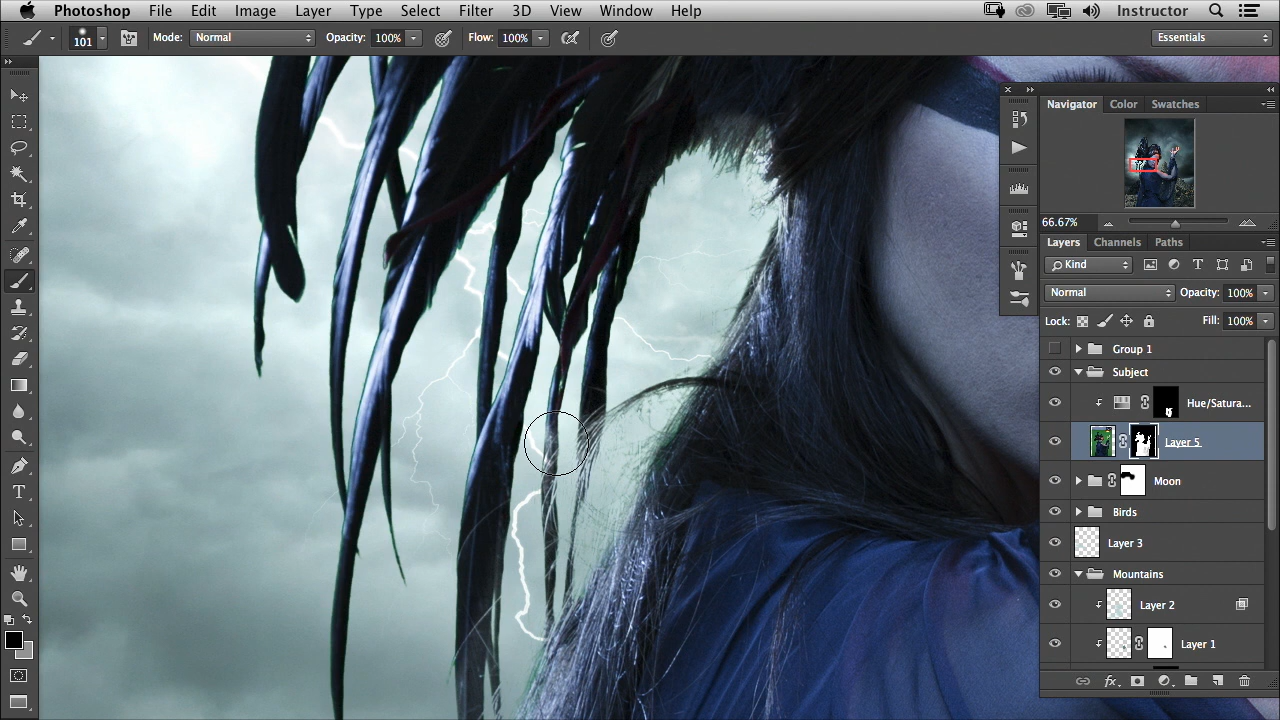 Photoshop File Edit Image Layer Type Select Filter 3D View Window Help Instructor
101 Mode: Normal Opacity: 100% Flow: 100% Essentials
Navigator Color Swatches
66.67%
Layers Channels Paths
Kind T
Normal Opacity: 100%
Lock: Fill: 100%
Group 1
Subject
Hue/Satura...
Layer 5
Moon
Birds
Layer 3
Mountains
Layer 2
Layer 1
fx
T